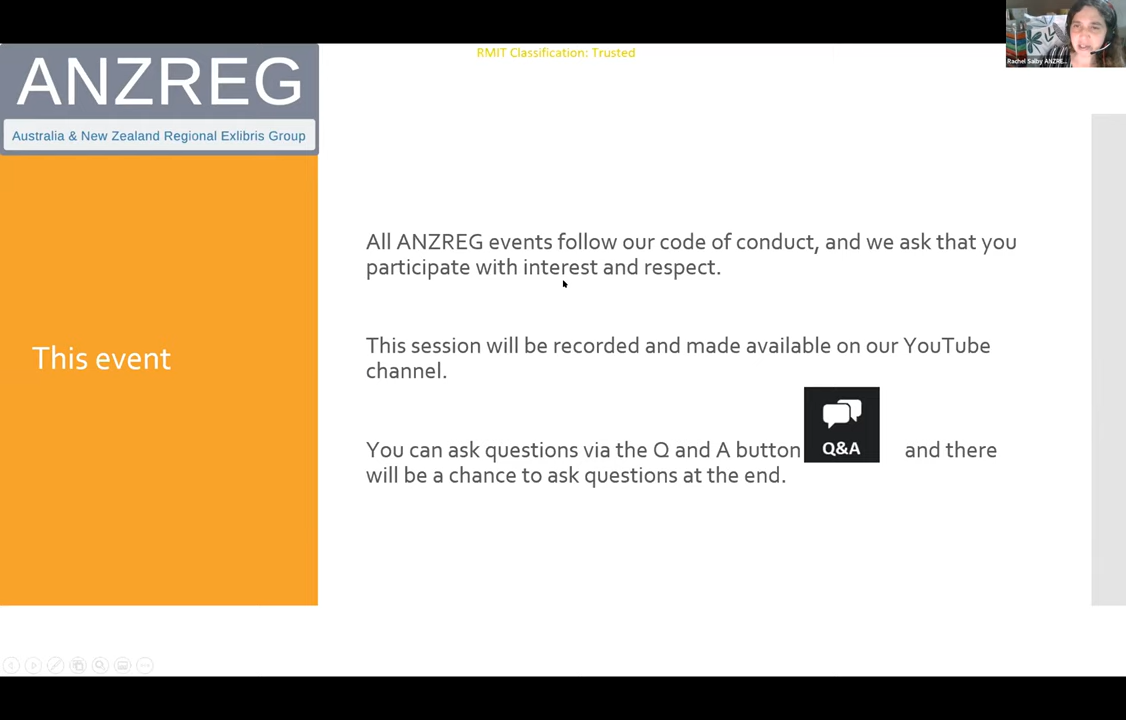 RMIT Classification: Trusted
Rachel Salby ANZRE...
ANZREG
Australia & New Zealand Regional Exlibris Group
This event
All ANZREG events follow our code of conduct, and we ask that you
participate with interest and respect.
This session will be recorded and made available on our YouTube
channel.
You can ask questions via the Q and A button Q&A and there
will be a chance to ask questions at the end.